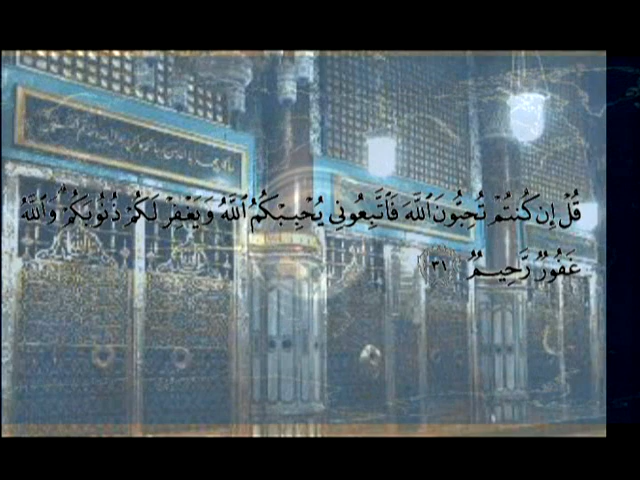 قُلْ إِن كُنتُمْ تُحِبُّونَ ٱللَّهَ فَٱتَّبِعُونِي يُحْبِبْكُمُ ٱللَّهُ وَيَغْفِرْ لَكُمْ ذُنُوبَكُمْ ۗ وَٱللَّهُ
غَفُورٌ رَّحِيمٌ ٣١